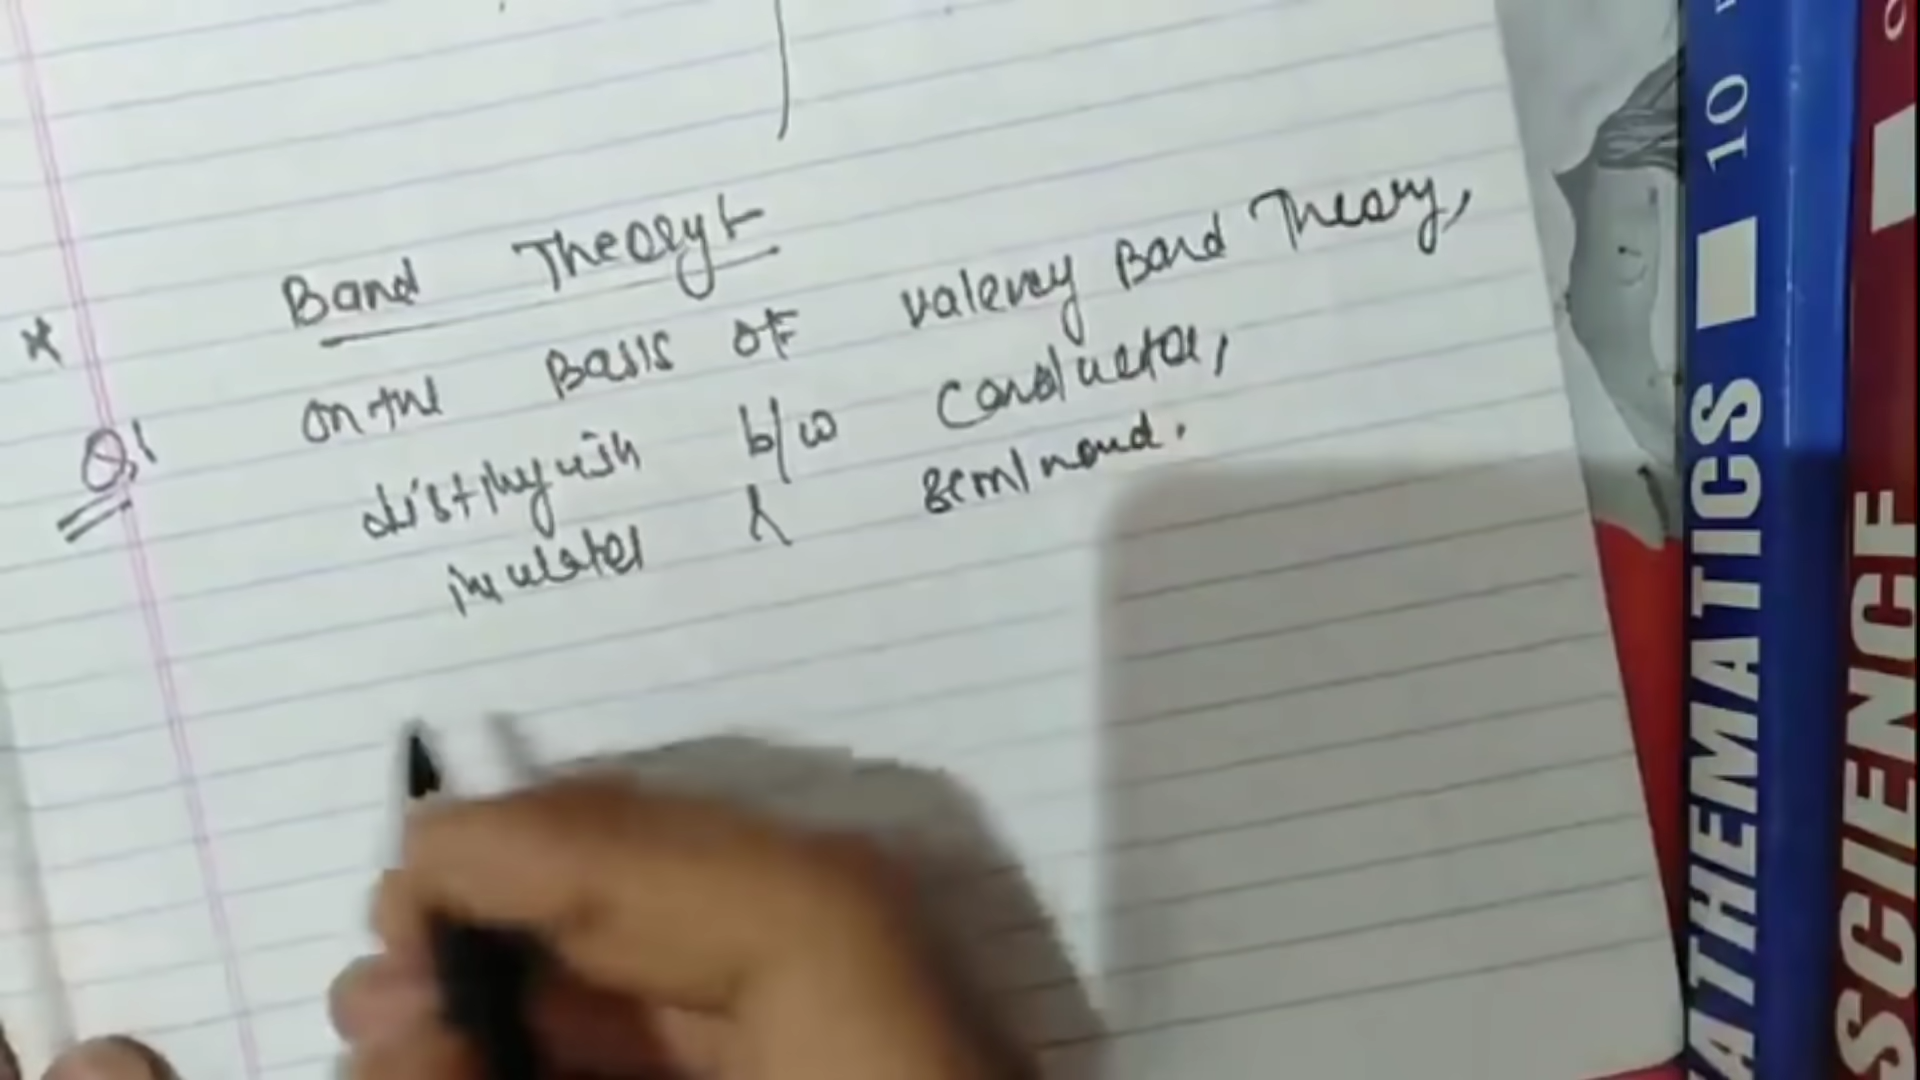 * Band Theory :-
Q.1 on the Basis of valency Band Theory,
distinguish b/w Conductor,
insulator & semicond.
MATHEMATICS 10
SCIENCE